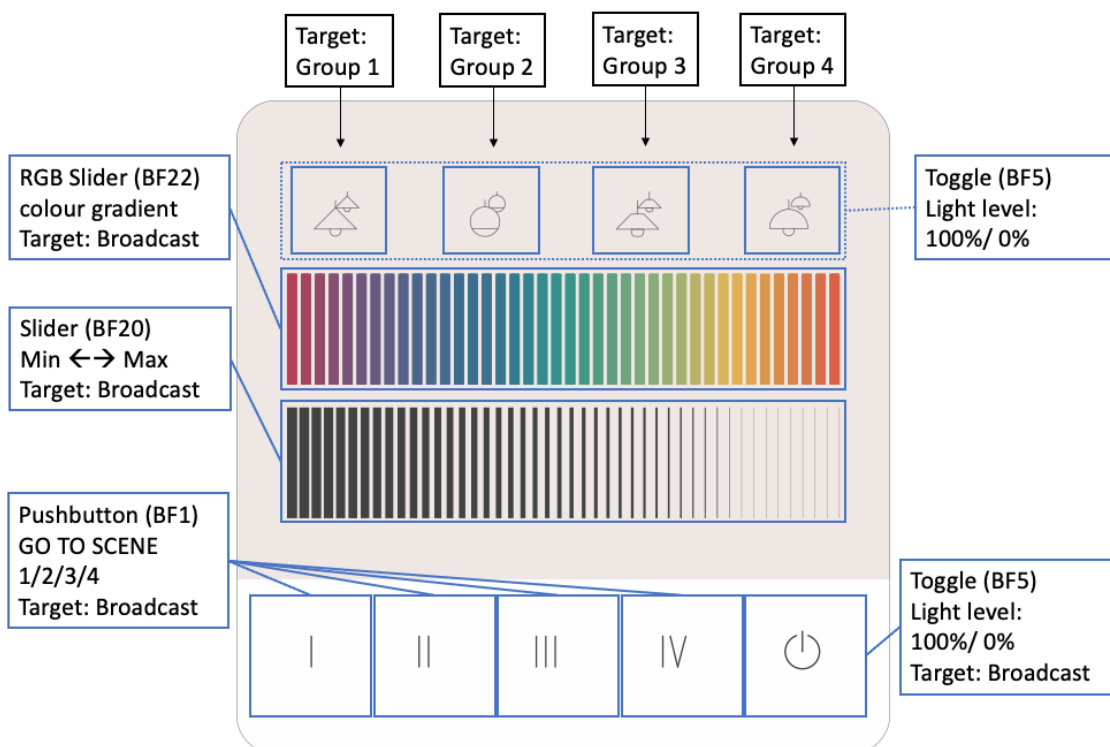 Target:
Group 1
Target:
Group 2
Target:
Group 3
Target:
Group 4
RGB Slider (BF22)
colour gradient
Target: Broadcast
Toggle (BF5)
Light level:
100%/ 0%
Slider (BF20)
Min ←→ Max
Target: Broadcast
Pushbutton (BF1)
GO TO SCENE
1/2/3/4
Target: Broadcast
Toggle (BF5)
Light level:
100%/ 0%
Target: Broadcast
I II III IV